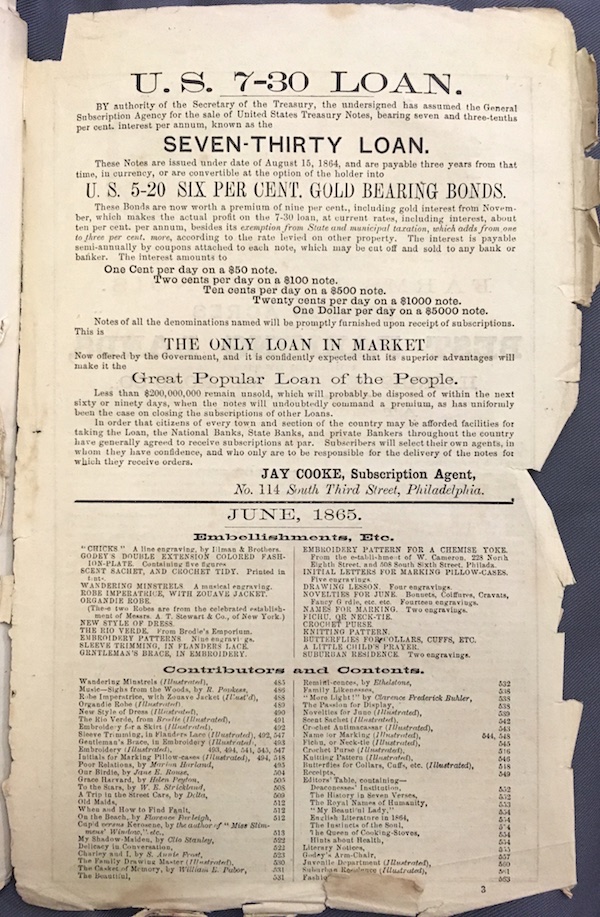 U. S. 7-30 LOAN.
BY authority of the Secretary of the Treasury, the undersigned has assumed the General
Subscription Agency for the sale of United States Treasury Notes, bearing seven and three-tenths
per cent. interest per annum, known as the
SEVEN-THIRTY LOAN.
These Notes are issued under date of August 15, 1864, and are payable three years from that
time, in currency, or are convertible at the option of the holder into
U. S. 5-20 SIX PER CENT. GOLD BEARING BONDS.
These Bonds are now worth a premium of nine per cent., including gold interest from Novem-
ber, which makes the actual profit on the 7-30 loan, at current rates, including interest, about
ten per cent. per annum, besides its exemption from State and municipal taxation, which adds from one
to three per cent. more, according to the rate levied on other property. The interest is payable
semi-annually by coupons attached to each note, which may be cut off and sold to any bank or
banker. The interest amounts to
One Cent per day on a $50 note.
Two cents per day on a $100 note.
Ten cents per day on a $500 note.
Twenty cents per day on a $1000 note.
One Dollar per day on a $5000 note.
Notes of all the denominations named will be promptly furnished upon receipt of subscriptions.
This is
THE ONLY LOAN IN MARKET
Now offered by the Government, and it is confidently expected that its superior advantages will
make it the
Great Popular Loan of the People.
Less than $200,000,000 remain unsold, which will probably be disposed of within the next
sixty or ninety days, when the notes will undoubtedly command a premium, as has uniformly
been the case on closing the subscriptions of other Loans.
In order that citizens of every town and section of the country may be afforded facilities for
taking the Loan, the National Banks, State Banks, and private Bankers throughout the country
have generally agreed to receive subscriptions at par. Subscribers will select their own agents, in
whom they have confidence, and who only are to be responsible for the delivery of the notes for
which they receive orders.
JAY COOKE, Subscription Agent,
No. 114 South Third Street, Philadelphia.
JUNE, 1865.
Embellishments, Etc.
"CHICKS" A line engraving, by Illman & Brothers.
GODEY'S DOUBLE EXTENSION COLORED FASH-
ION-PLATE. Containing five figures.
SCENT SACHET, AND CROCHET TIDY. Printed in
tints.
WANDERING MINSTRELS A musical engraving.
ROBE IMPERATRICE, WITH ZOUAVE JACKET.
ORGANDIE ROBE.
(These two Robes are from the celebrated establish-
ment of Messrs. A. T. Stewart & Co., of New York.)
NEW STYLE OF DRESS.
THE RIO VERDE. From Brodie's Emporium.
EMBROIDERY PATTERNS Nine engravings.
SLEEVE TRIMMING, IN FLANDERS LACE.
GENTLEMAN'S BRACE, IN EMBROIDERY.
EMBROIDERY PATTERN FOR A CHEMISE YOKE.
From the establishment of W. Cameron, 228 North
Eighth Street, and 508 South Sixth Street, Philada.
INITIAL LETTERS FOR MARKING PILLOW-CASES.
Five engravings.
DRAWING LESSON. Four engravings.
NOVELTIES FOR JUNE. Bonnets, Coiffures, Cravats,
Fancy Girdle, etc. etc. Fourteen engravings.
NAMES FOR MARKING. Two engravings.
FICHU, OR NECK-TIE.
CROCHET PURSE
KNITTING PATTERN.
BUTTERFLIES FOR COLLARS, CUFFS, ETC.
A LITTLE CHILD'S PRAYER.
SUBURBAN RESIDENCE Two engravings.
Contributors and Contents.
Wandering Minstrels (Illustrated), 485
Music—Sighs from the Woods, by R. 486
Robe Imperatrice, with Zouave Jacket (Illust'd), 488
Organdie Robe (Illustrated) 489
New Style of Dress (Illustrated), 490
The Rio Verde, from Brodie (Illustrated), 491
Embroidery for a Skirt (Illustrated), 492
Sleeve Trimming, in Flanders Lace (Illustrated), 492, 547
Gentleman's Brace, in Embroidery (Illustrated), 493
Embroidery (Illustrated), 493, 494, 541, 545, 547
Initials for Marking Pillow-cases (Illustrated), 494, 548
Poor Relations, by Marion Harland, 495
Our Birdie, by Jane E. 504
Grace Harvard, by Helen 505
To the Stars, by W. E. Strickland, 508
A Trip in the Street Cars, by Delta, 509
Old Maids, 512
When and How to Find Fault, 512
On the Beach, by Florence Burleigh, 512
Cupid versus Kerosene, by the author of "Miss Slim-
mens' Window," etc., 513
My Shadow-Maiden, by Clio Stanley, 522
Delicacy in Conversation, 522
Charley and I, by S. Annie Frost, 523
The Family Drawing Master (Illustrated), 530
The Casket of Memory, by William E. Pabor, 531
The Beautiful, 531
Reminiscences, by Ethelstone, 532
Family Likenesses, 538
"More Light!" by Clarence Frederick Buhler, 538
The Passion for Display, 538
Novelties for June (Illustrated), 539
Scent Sachet (Illustrated), 542
Crochet Antimacassar (Illustrated), 543
Name for Marking (Illustrated), 544, 548
Fichu, or Neck-tie (Illustrated), 545
Crochet Purse (Illustrated) 546
Knitting Pattern (Illustrated), 546
Butterflies for Collars, Cuffs, etc. (Illustrated), 548
Receipts, 549
Editors' Table, containing—
Deaconesses' Institution, 552
The History in Seven Verses, 552
The Royal Names of Humanity, 553
"My Beautiful Lady," 554
English Literature in 1864, 554
The Instincts of the Soul, 554
The Queen of Cooking-Stoves, 554
Hints about Health, 554
Literary Notices, 555
Godey's Arm-Chair, 557
Juvenile Department (Illustrated), 560
Suburban Residence (Illustrated), 561
563
3